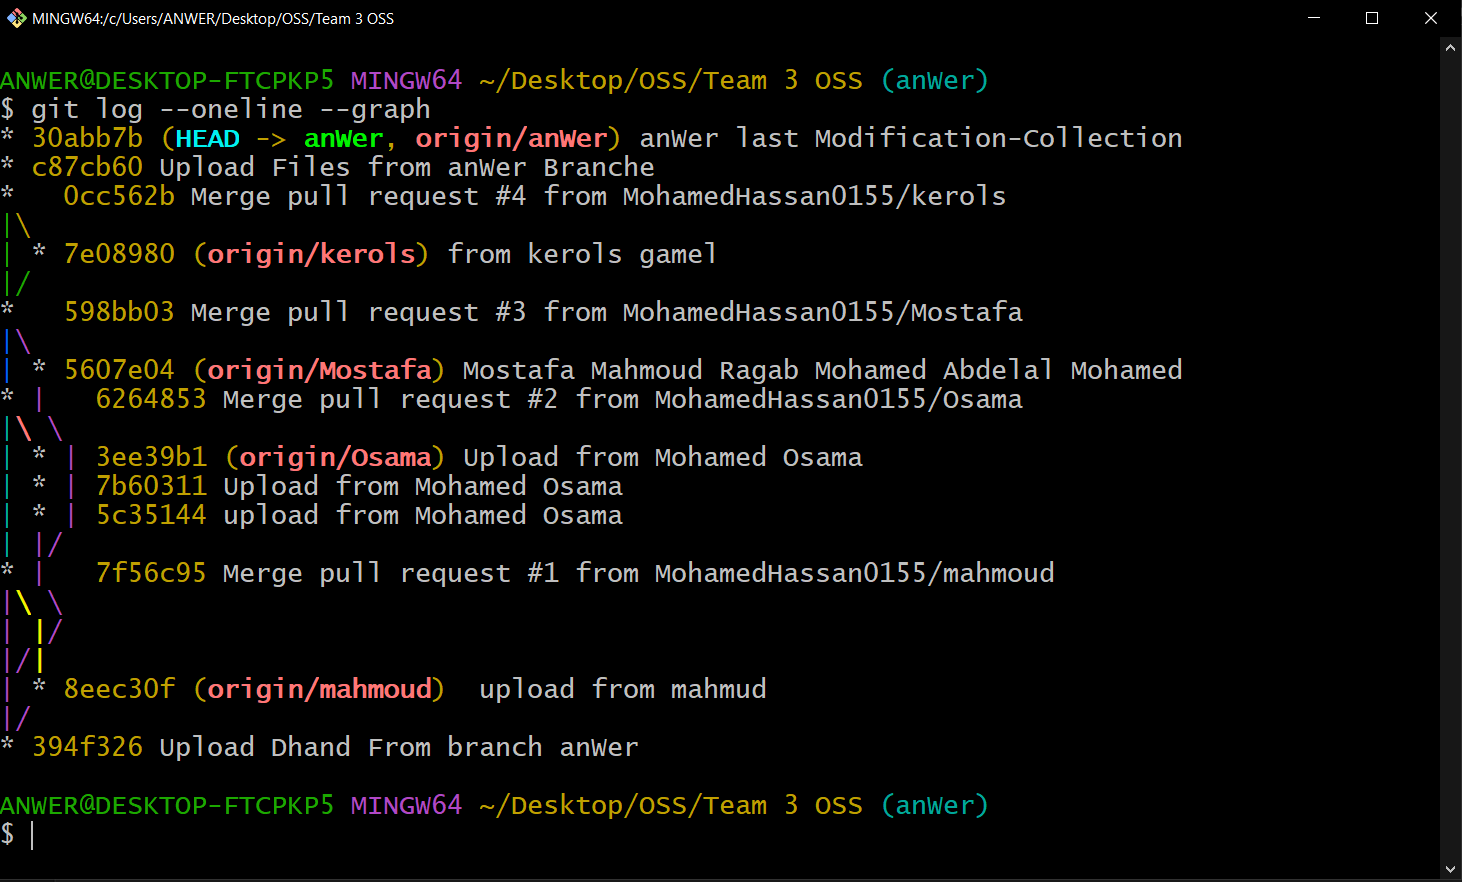 MINGW64:/c/Users/ANWER/Desktop/OSS/Team 3 OSS
ANWER@DESKTOP-FTCPKP5 MINGW64 ~/Desktop/OSS/Team 3 OSS (anWer)
$ git log --oneline --graph
* 30abb7b (HEAD -> anWer, origin/anWer) anWer last Modification-Collection
* c87cb60 Upload Files from anWer Branche
*   0cc562b Merge pull request #4 from MohamedHassan0155/kerols
|\
| * 7e08980 (origin/kerols) from kerols gamel
|/
*   598bb03 Merge pull request #3 from MohamedHassan0155/Mostafa
|\
| * 5607e04 (origin/Mostafa) Mostafa Mahmoud Ragab Mohamed Abdelal Mohamed
* |   6264853 Merge pull request #2 from MohamedHassan0155/Osama
|\ \
| * | 3ee39b1 (origin/Osama) Upload from Mohamed Osama
| * | 7b60311 Upload from Mohamed Osama
| * | 5c35144 upload from Mohamed Osama
| |/
* |   7f56c95 Merge pull request #1 from MohamedHassan0155/mahmoud
|\ \
| |/
|/|
| * 8eec30f (origin/mahmoud)  upload from mahmud
|/
* 394f326 Upload Dhand From branch anWer
ANWER@DESKTOP-FTCPKP5 MINGW64 ~/Desktop/OSS/Team 3 OSS (anWer)
$